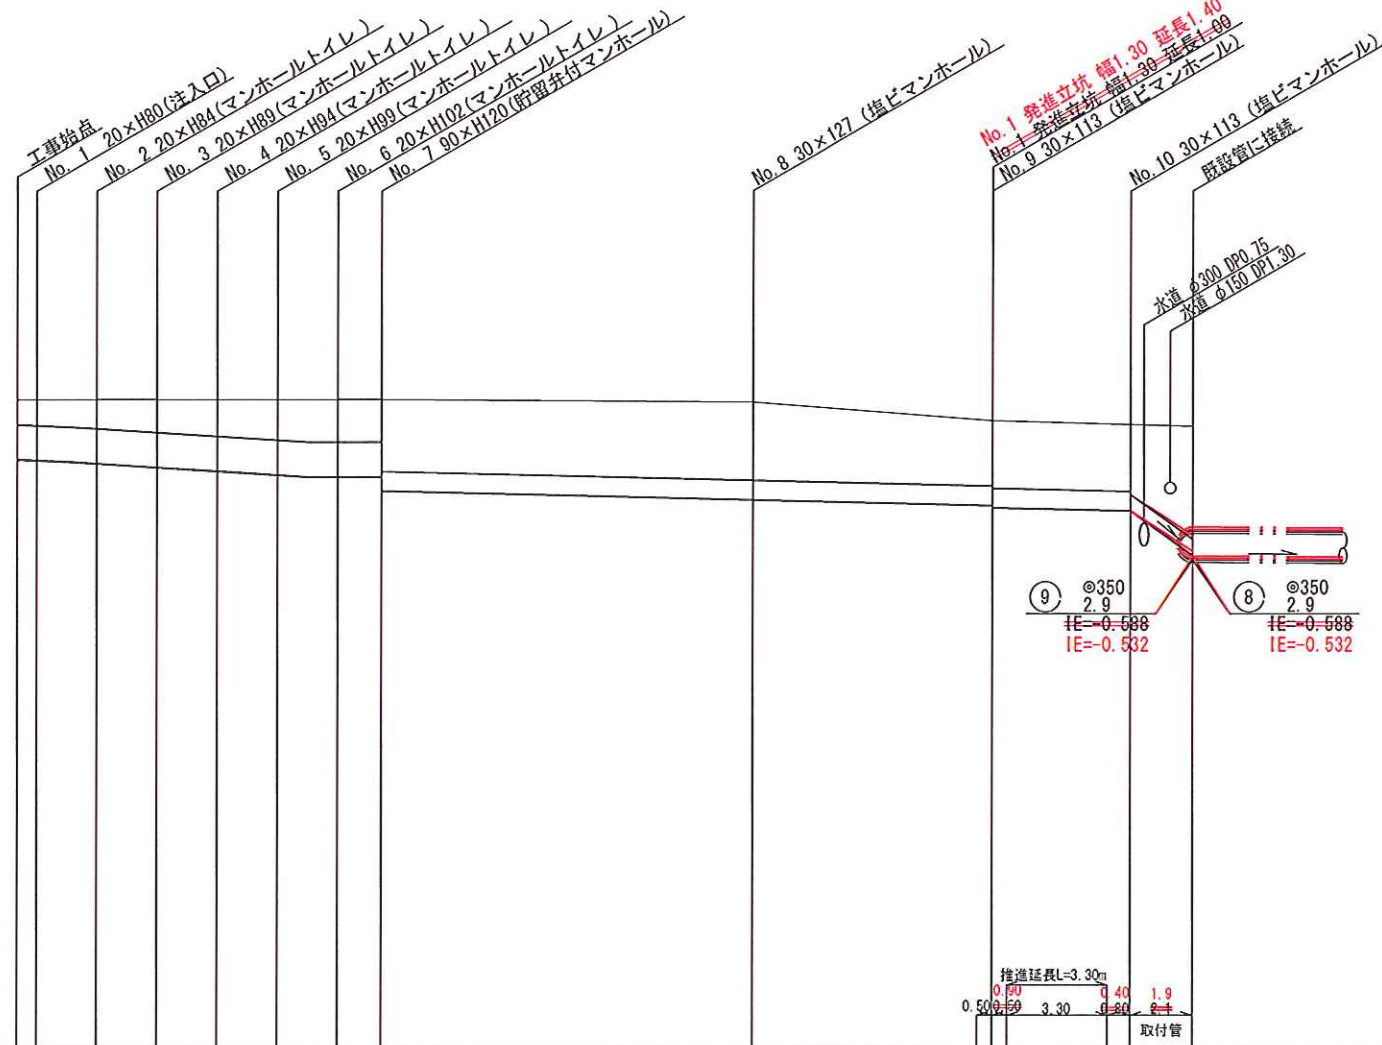 工事始点
No. 1 20×H80(注入口)
No. 2 20×H84(マンホールトイレ)
No. 3 20×H89(マンホールトイレ)
No. 4 20×H94(マンホールトイレ)
No. 5 20×H99(マンホールトイレ)
No. 6 20×H102(マンホールトイレ)
No. 7 90×H120(貯留弁付マンホール)
No.8 30×127 (塩ビマンホール)
No.1 発進立坑 幅1.30 延長1.40
No.1 発進立坑 幅1.30 延長1.00
No.9 30×113 (塩ビマンホール)
No.10 30×113 (塩ビマンホール)
既設管に接続
水道 φ300 DP0.75
水道 φ150 DP1.30
⑨ ◎350
2.9
IE=-0.588
IE=-0.532
⑧ ◎350
2.9
IE=-0.588
IE=-0.532
推進延長L=3.30m
0.90 0.40 1.9
0.50 0.50 3.30 0.80 2.1
取付管